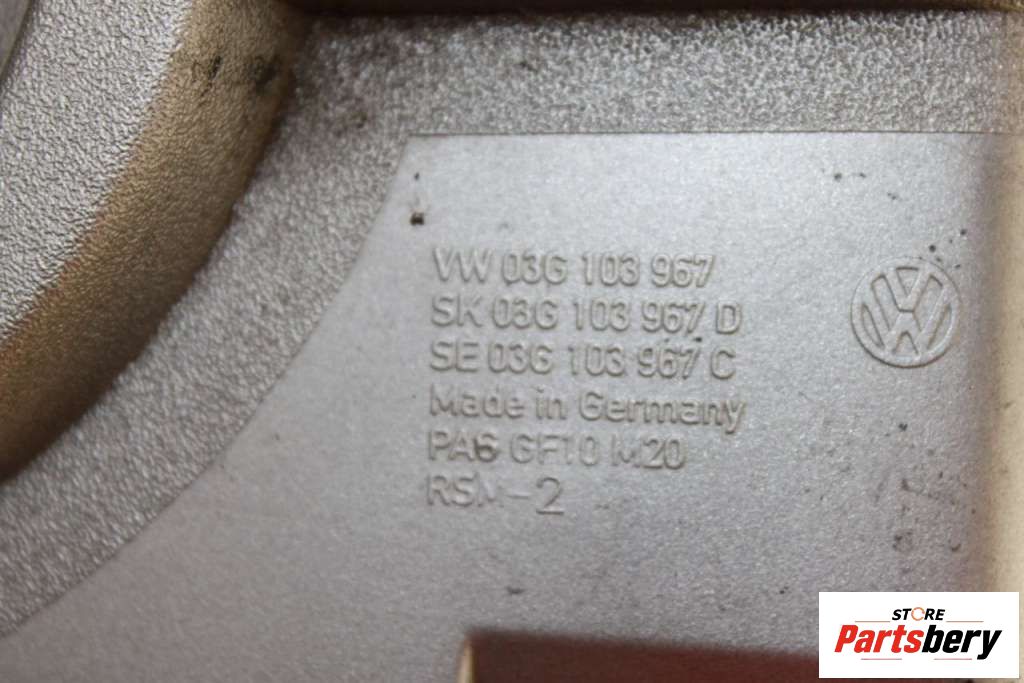 VW 03G 103 967
SK 03G 103 967 D
SE 03G 103 967 C
Made in Germany
PA6 GF10 M20
RSM-2
STORE
Partsbery